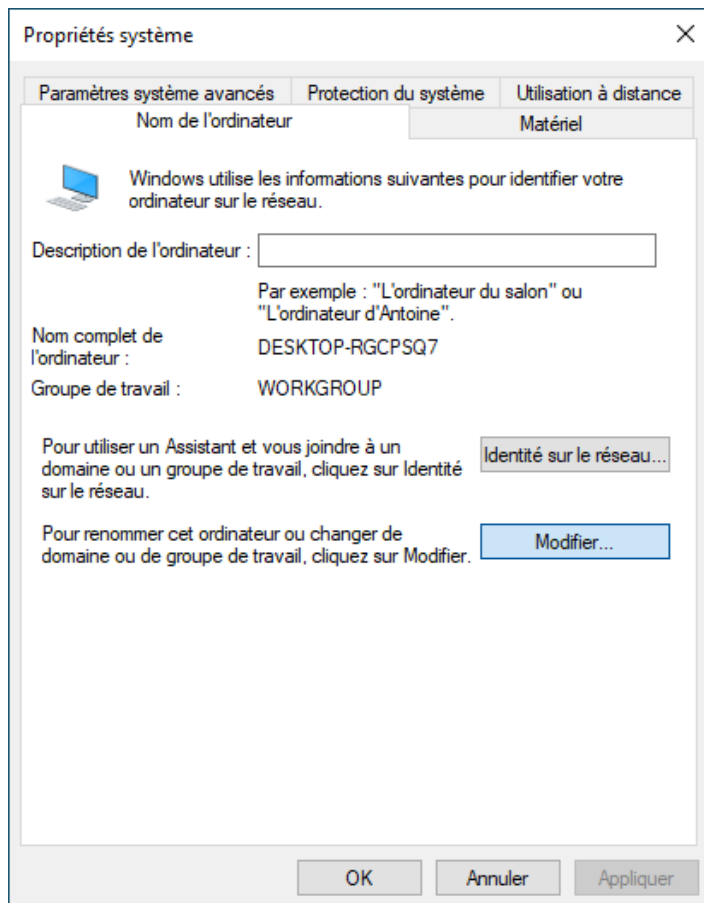 Propriétés système
Paramètres système avancés
Protection du système
Utilisation à distance
Nom de l'ordinateur
Matériel
Windows utilise les informations suivantes pour identifier votre
ordinateur sur le réseau.
Description de l'ordinateur :
Par exemple : "L'ordinateur du salon" ou
"L'ordinateur d'Antoine".
Nom complet de
l'ordinateur :
DESKTOP-RGCPSQ7
Groupe de travail :
WORKGROUP
Pour utiliser un Assistant et vous joindre à un
domaine ou un groupe de travail, cliquez sur Identité
sur le réseau.
Identité sur le réseau...
Pour renommer cet ordinateur ou changer de
domaine ou de groupe de travail, cliquez sur Modifier.
Modifier...
OK
Annuler
Appliquer